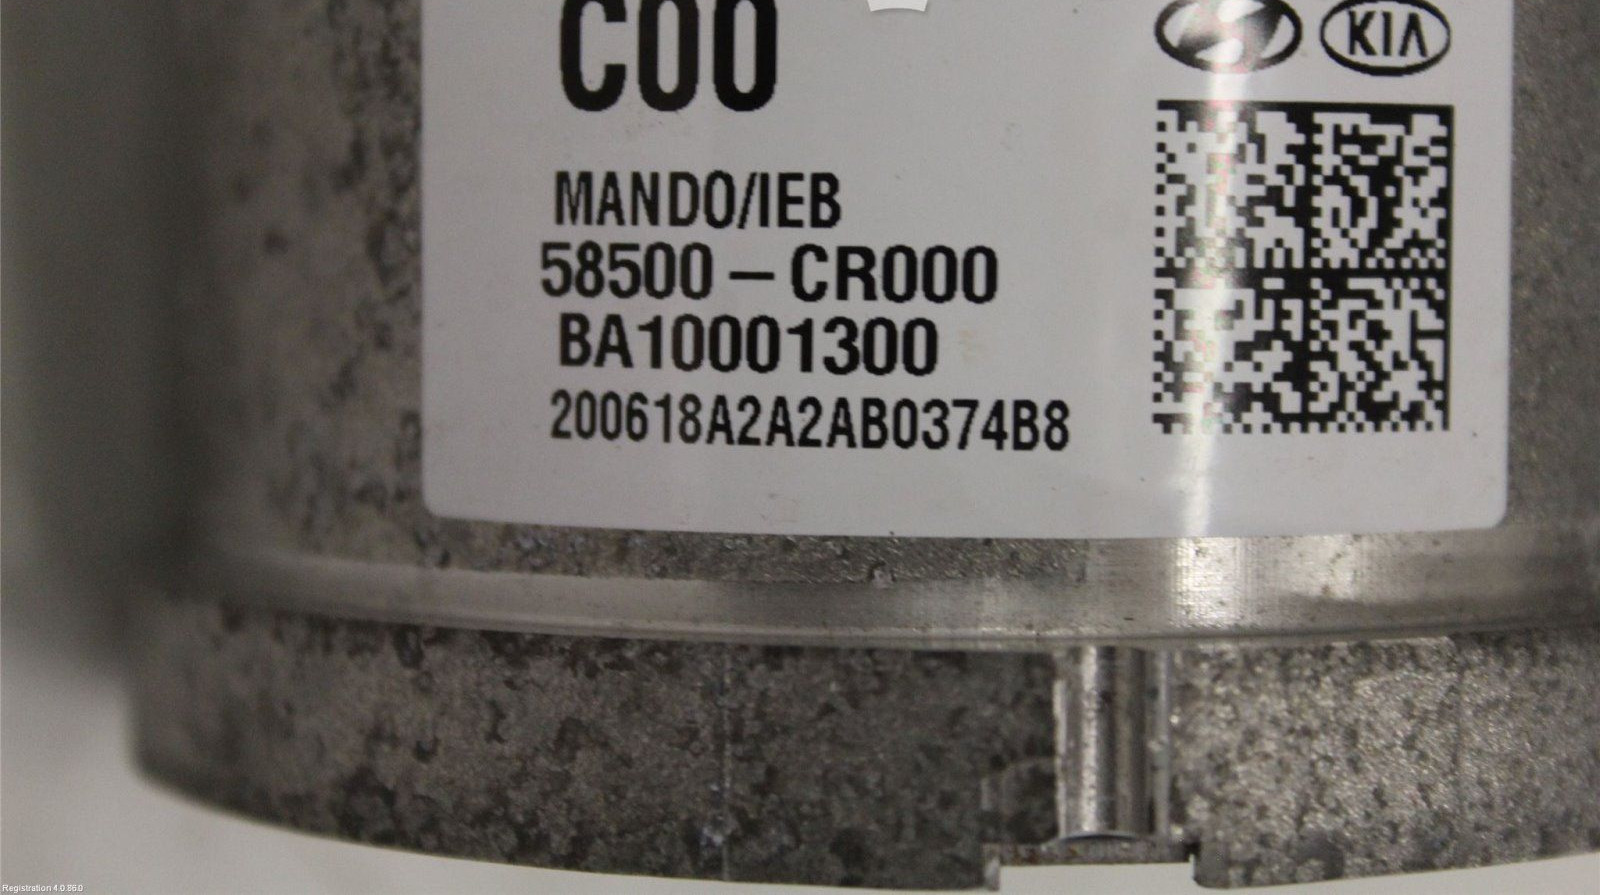 C00
KIA
MANDO/IEB
58500 – CR000
BA10001300
200618A2A2AB0374B8
Registration 4.0.86.0